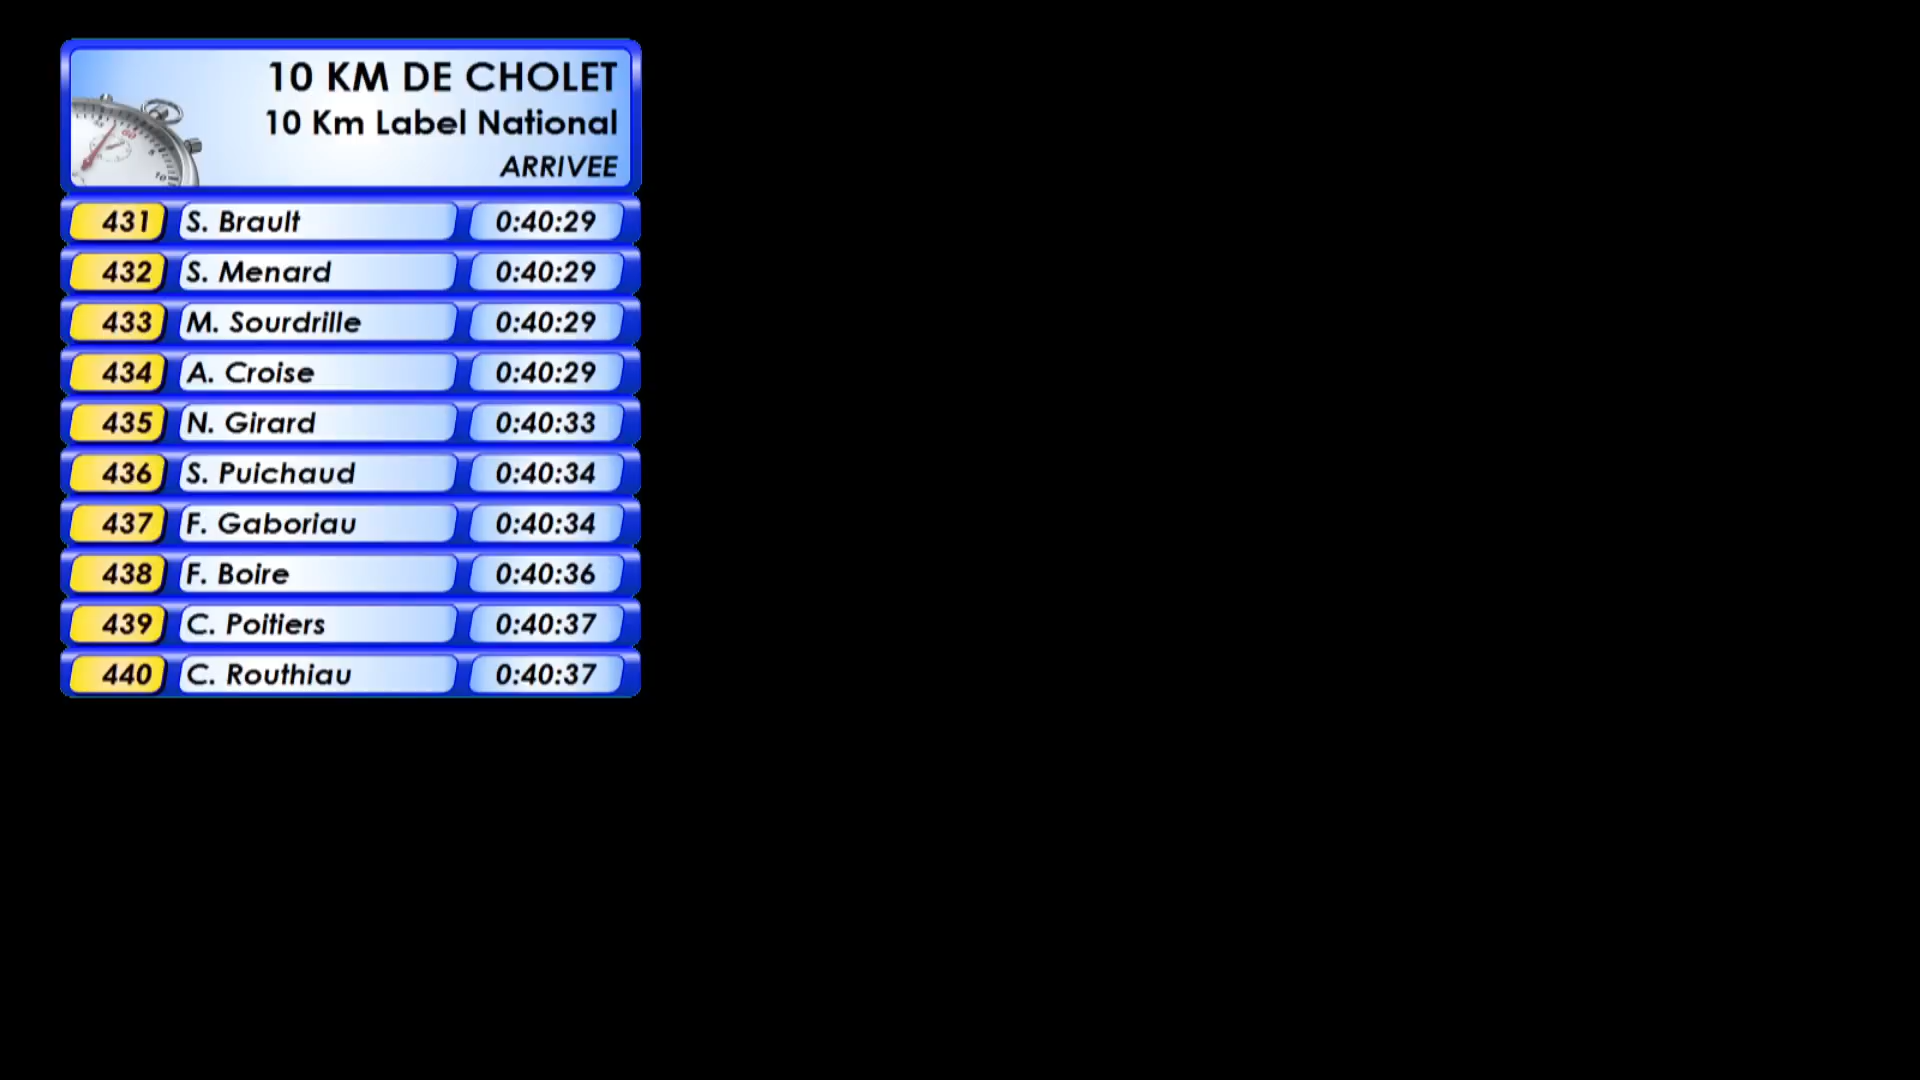 10 KM DE CHOLET
10 Km Label National
ARRIVEE
431 S. Brault 0:40:29
432 S. Menard 0:40:29
433 M. Sourdrille 0:40:29
434 A. Croise 0:40:29
435 N. Girard 0:40:33
436 S. Puichaud 0:40:34
437 F. Gaboriau 0:40:34
438 F. Boire 0:40:36
439 C. Poitiers 0:40:37
440 C. Routhiau 0:40:37